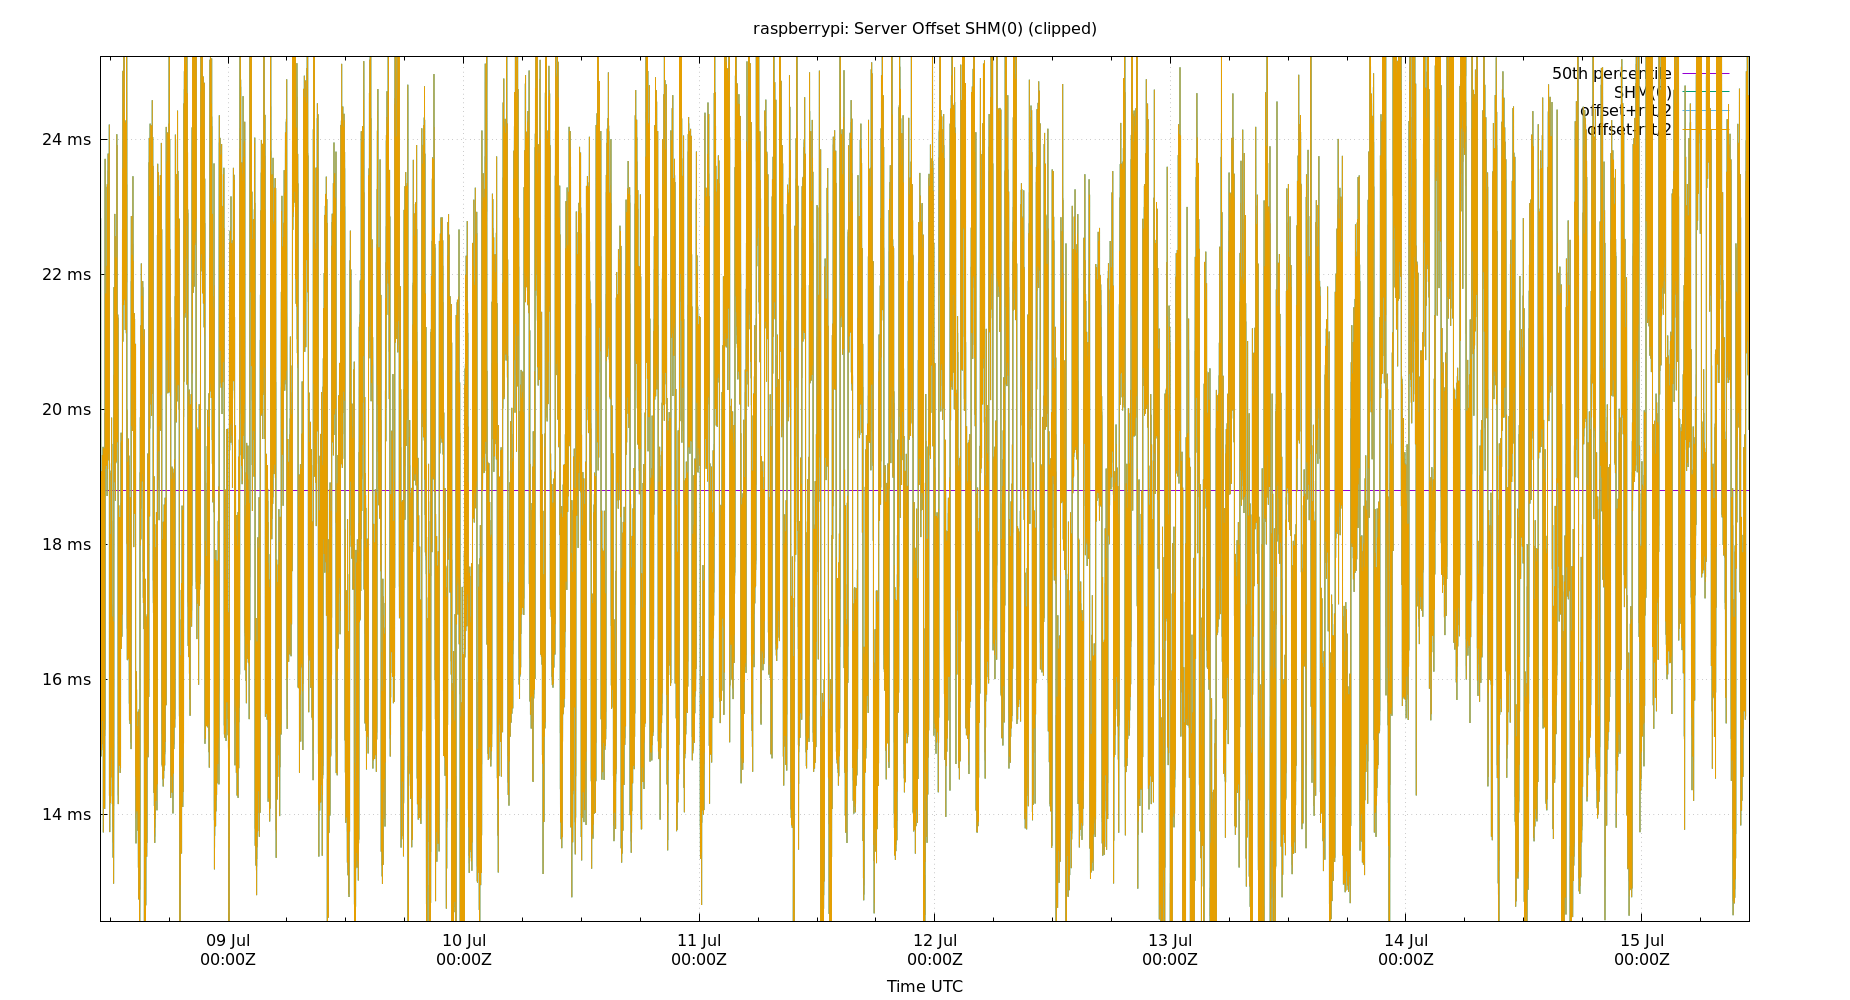 raspberrypi: Server Offset SHM(0) (clipped)
50th percentile
SHM(0)
offset+rtt/2
offset-rtt/2
24 ms
22 ms
20 ms
18 ms
16 ms
14 ms
09 Jul
00:00Z
10 Jul
00:00Z
11 Jul
00:00Z
12 Jul
00:00Z
13 Jul
00:00Z
14 Jul
00:00Z
15 Jul
00:00Z
Time UTC